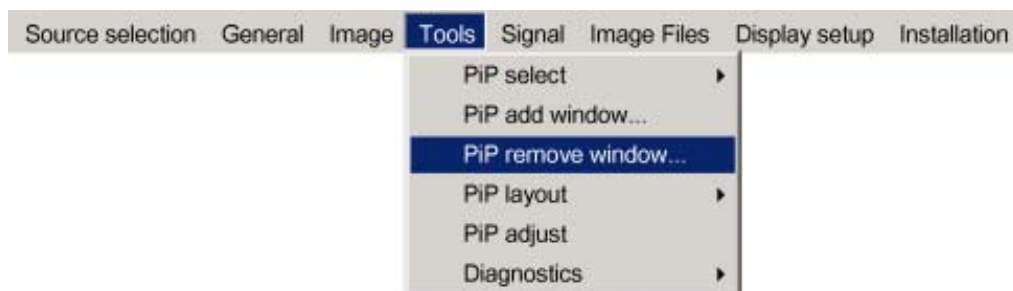 Source selection General Image Tools Signal Image Files Display setup Installation
PiP select
PiP add window...
PiP remove window...
PiP layout
PiP adjust
Diagnostics